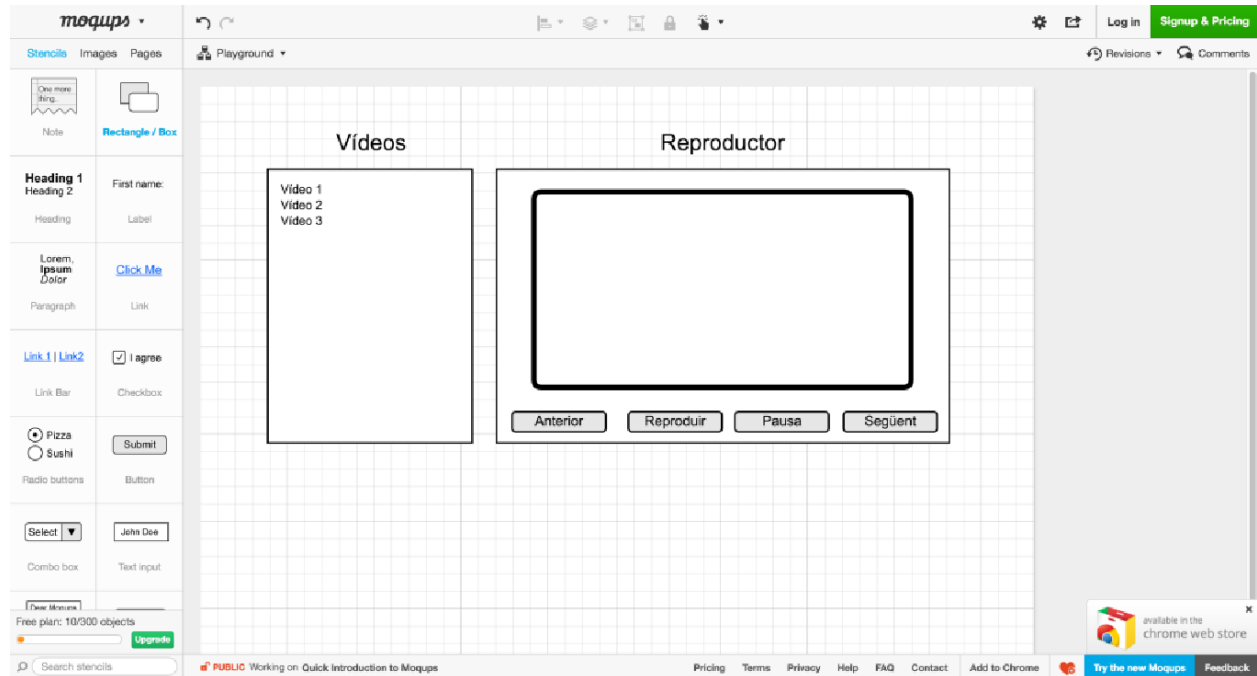 moqups
Log in
Signup & Pricing
Stencils
Images
Pages
Playground
Revisions
Comments
One more
thing...
Note
Rectangle / Box
Heading 1
Heading 2
Heading
First name:
Label
Lorem,
Ipsum
Dolor
Paragraph
Click Me
Link
Link 1 | Link2
Link Bar
I agree
Checkbox
Pizza
Sushi
Radio buttons
Submit
Button
Select
Combo box
John Doe
Text input
Dear Moqups
Free plan: 10/300 objects
Upgrade
Search stencils
Vídeos
Vídeo 1
Vídeo 2
Vídeo 3
Reproductor
Anterior
Reproduir
Pausa
Següent
available in the
chrome web store
PUBLIC Working on Quick Introduction to Moqups
Pricing
Terms
Privacy
Help
FAQ
Contact
Add to Chrome
Try the new Moqups
Feedback